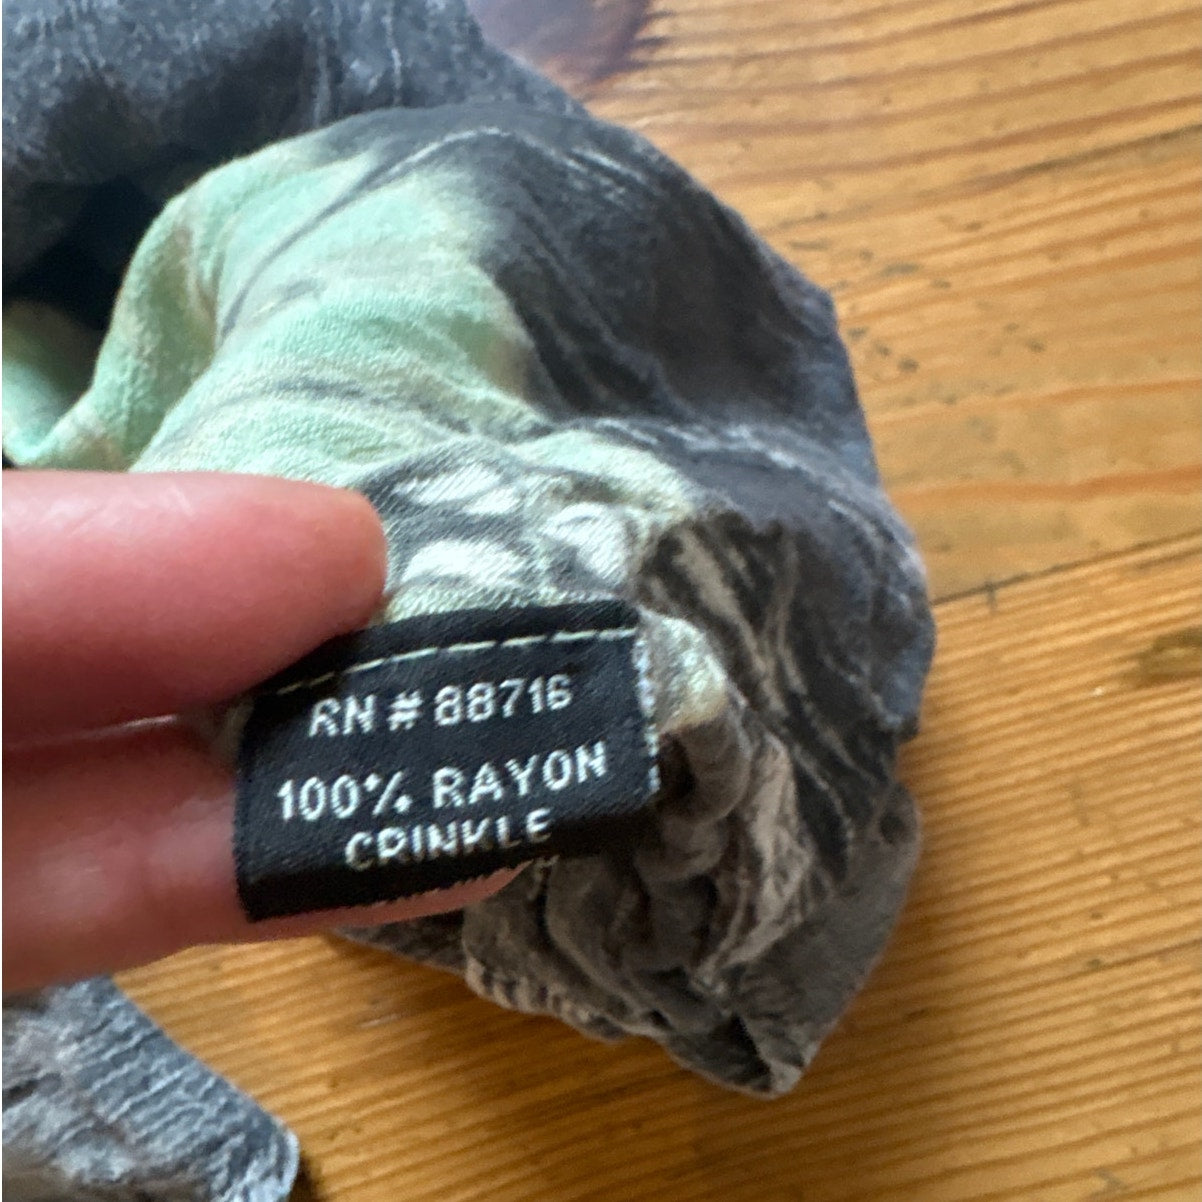 RN # 88716
100% RAYON
CRINKLE